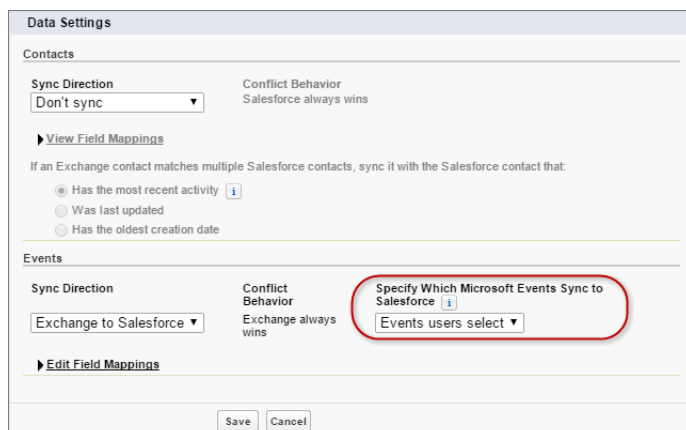 Data Settings
Contacts
Sync Direction
Conflict Behavior
Don't sync
Salesforce always wins
View Field Mappings
If an Exchange contact matches multiple Salesforce contacts, sync it with the Salesforce contact that:
Has the most recent activity i
Was last updated
Has the oldest creation date
Events
Sync Direction
Conflict
Behavior
Specify Which Microsoft Events Sync to
Salesforce i
Exchange to Salesforce
Exchange always
wins
Events users select
Edit Field Mappings
Save Cancel